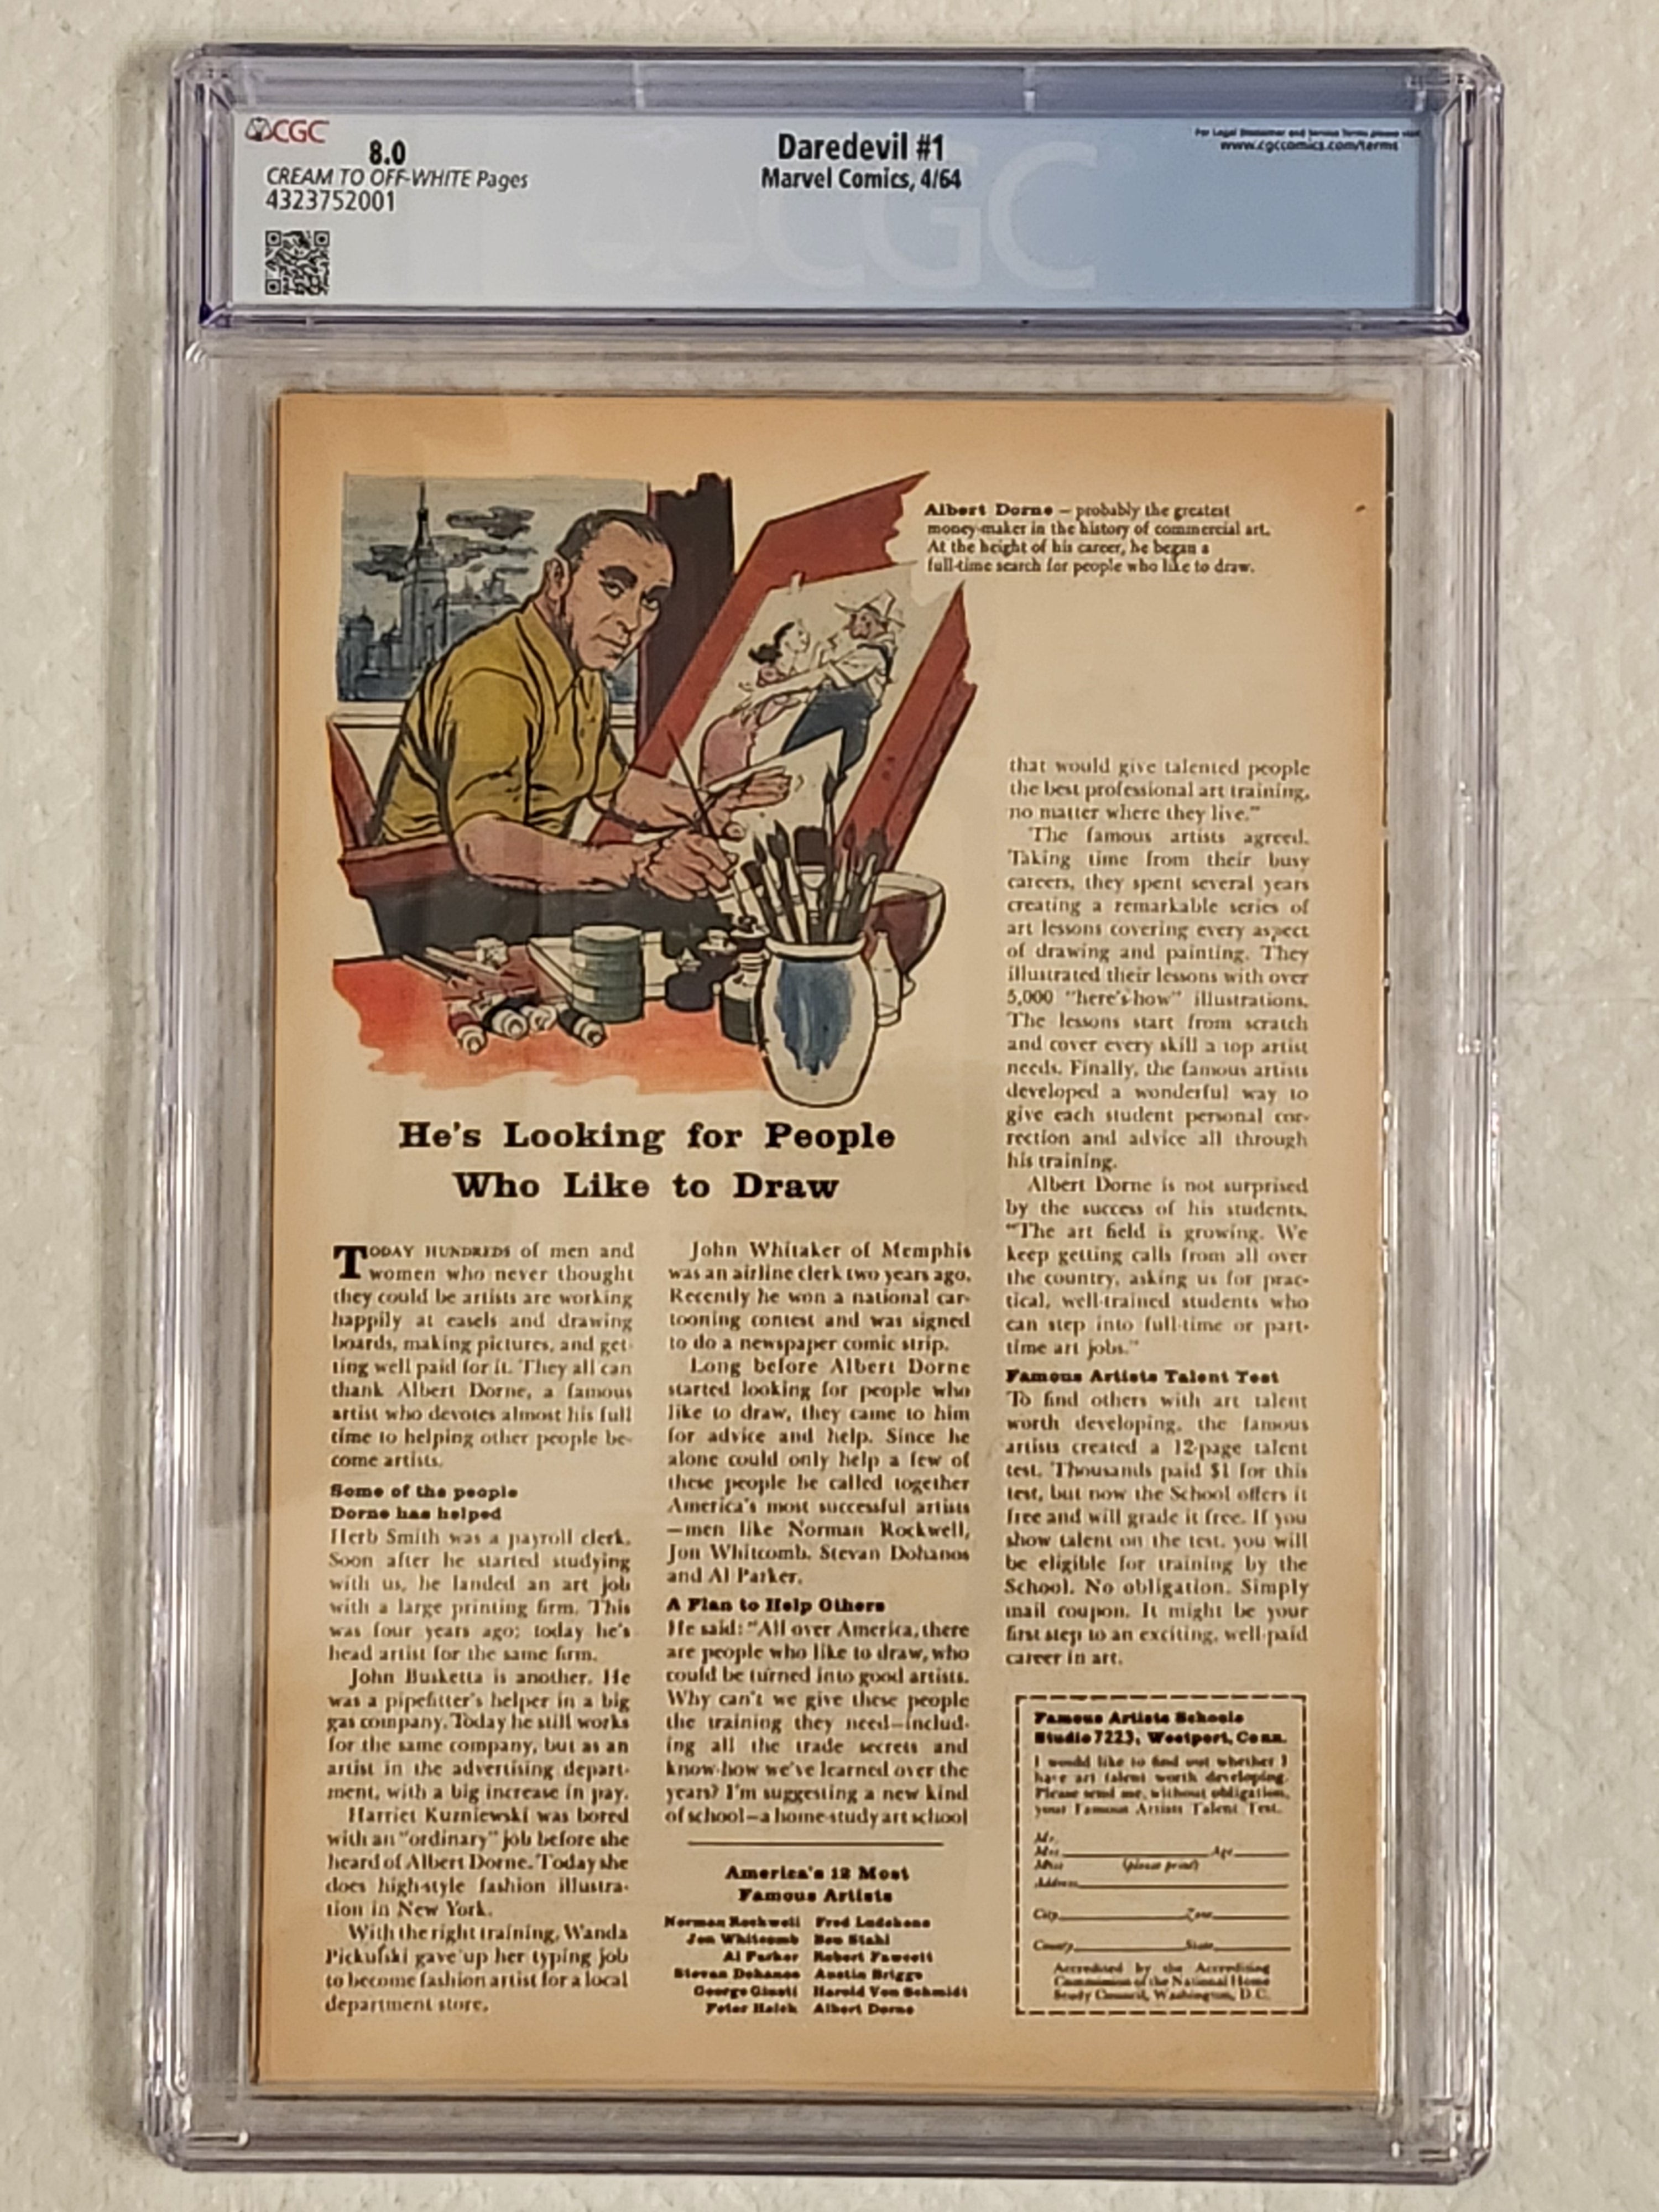 CGC
8.0
CREAM TO OFF-WHITE Pages
4323752001
Daredevil #1
Marvel Comics, 4/64
For Legal Disclaimer and Service Terms please visit
www.cgccomics.com/terms
CGC
Albert Dorne – probably the greatest
money-maker in the history of commercial art.
At the height of his career, he began a
full-time search for people who like to draw.
He's Looking for People
Who Like to Draw
TODAY HUNDREDS of men and
women who never thought
they could be artists are working
happily at easels and drawing
boards, making pictures, and get-
ting well paid for it. They all can
thank Albert Dorne, a famous
artist who devotes almost his full
time to helping other people be-
come artists.
Some of the people
Dorne has helped
Herb Smith was a payroll clerk.
Soon after he started studying
with us, he landed an art job
with a large printing firm. This
was four years ago; today he's
head artist for the same firm.
John Busketta is another. He
was a pipefitter's helper in a big
gas company. Today he still works
for the same company, but as an
artist in the advertising depart-
ment, with a big increase in pay.
Harriet Kuzniewski was bored
with an "ordinary" job before she
heard of Albert Dorne. Today she
does high-style fashion illustra-
tion in New York.
With the right training, Wanda
Pickulski gave up her typing job
to become fashion artist for a local
department store.
John Whitaker of Memphis
was an airline clerk two years ago.
Recently he won a national car-
tooning contest and was signed
to do a newspaper comic strip.
Long before Albert Dorne
started looking for people who
like to draw, they came to him
for advice and help. Since he
alone could only help a few of
these people he called together
America's most successful artists
—men like Norman Rockwell,
Jon Whitcomb, Stevan Dohanos
and Al Parker.
A Plan to Help Others
He said: "All over America, there
are people who like to draw, who
could be turned into good artists.
Why can't we give these people
the training they need—includ-
ing all the trade secrets and
know-how we've learned over the
years? I'm suggesting a new kind
of school—a home-study art school
America's 12 Most
Famous Artists
Norman Rockwell Fred Ludekens
Jon Whitcomb Ben Stahl
Al Parker Robert Fawcett
Stevan Dohanos Austin Briggs
George Giusti Harold Von Schmidt
Peter Helck Albert Dorne
that would give talented people
the best professional art training,
no matter where they live."
The famous artists agreed.
Taking time from their busy
careers, they spent several years
creating a remarkable series of
art lessons covering every aspect
of drawing and painting. They
illustrated their lessons with over
5,000 "here's-how" illustrations.
The lessons start from scratch
and cover every skill a top artist
needs. Finally, the famous artists
developed a wonderful way to
give each student personal cor-
rection and advice all through
his training.
Albert Dorne is not surprised
by the success of his students.
"The art field is growing. We
keep getting calls from all over
the country, asking us for prac-
tical, well-trained students who
can step into full-time or part-
time art jobs."
Famous Artists Talent Test
To find others with art talent
worth developing, the famous
artists created a 12-page talent
test. Thousands paid $1 for this
test, but now the School offers it
free and will grade it free. If you
show talent on the test, you will
be eligible for training by the
School. No obligation. Simply
mail coupon. It might be your
first step to an exciting, well-paid
career in art.
Famous Artists Schools
Studio 7223, Westport, Conn.
I would like to find out whether I
have art talent worth developing.
Please send me, without obligation,
your Famous Artists Talent Test.
Mr.
Mrs. Age
Miss (please print)
Address
City Zone
County State
Accredited by the Accrediting
Commission of the National Home
Study Council, Washington, D.C.